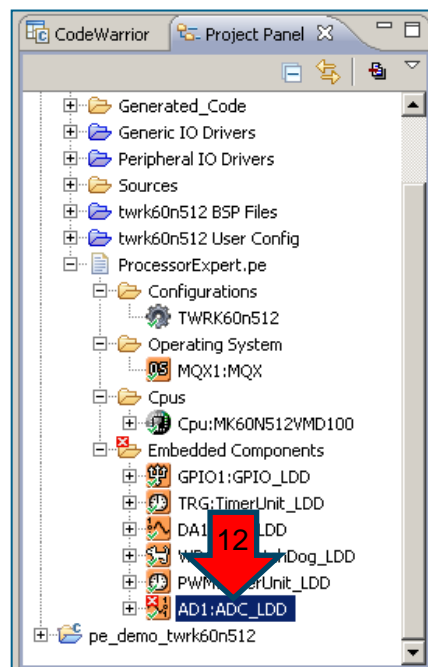 CodeWarrior Project Panel
Generated_Code
Generic IO Drivers
Peripheral IO Drivers
Sources
twrk60n512 BSP Files
twrk60n512 User Config
ProcessorExpert.pe
Configurations
TWRK60n512
Operating System
MQX1:MQX
Cpus
Cpu:MK60N512VMD100
Embedded Components
GPIO1:GPIO_LDD
TRG:TimerUnit_LDD
DA1 LDD
12
Dog_LDD
PWM Unit_LDD
AD1:ADC_LDD
pe_demo_twrk60n512